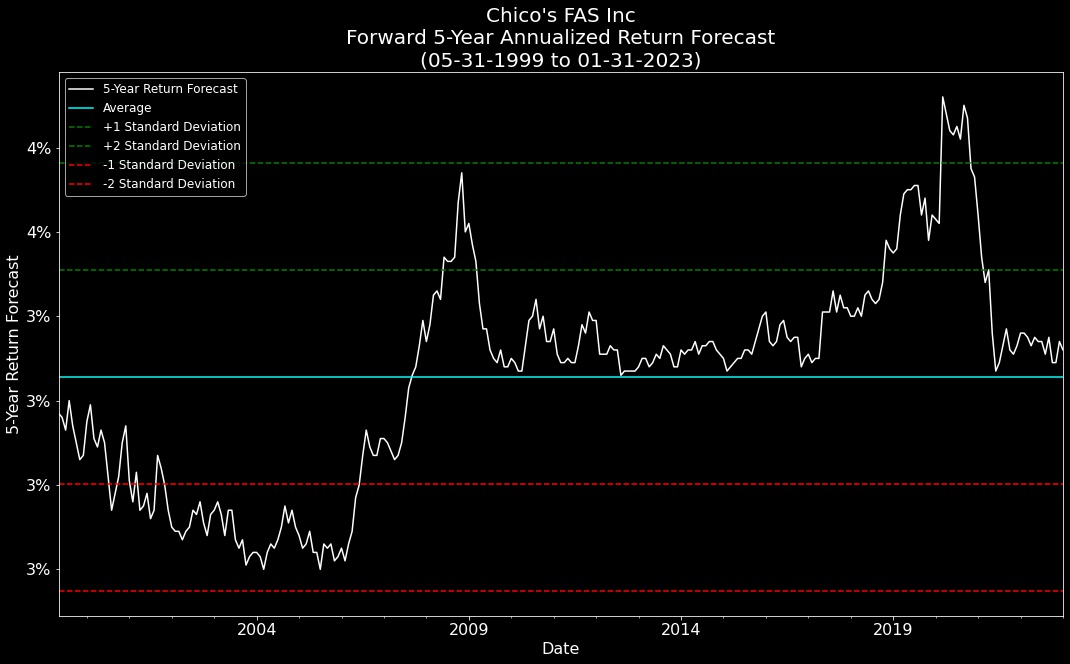 Chico's FAS Inc
Forward 5-Year Annualized Return Forecast
(05-31-1999 to 01-31-2023)
5-Year Return Forecast
Average
+1 Standard Deviation
+2 Standard Deviation
-1 Standard Deviation
-2 Standard Deviation
4%
4%
3%
3%
3%
3%
5-Year Return Forecast
2004
2009
2014
2019
Date